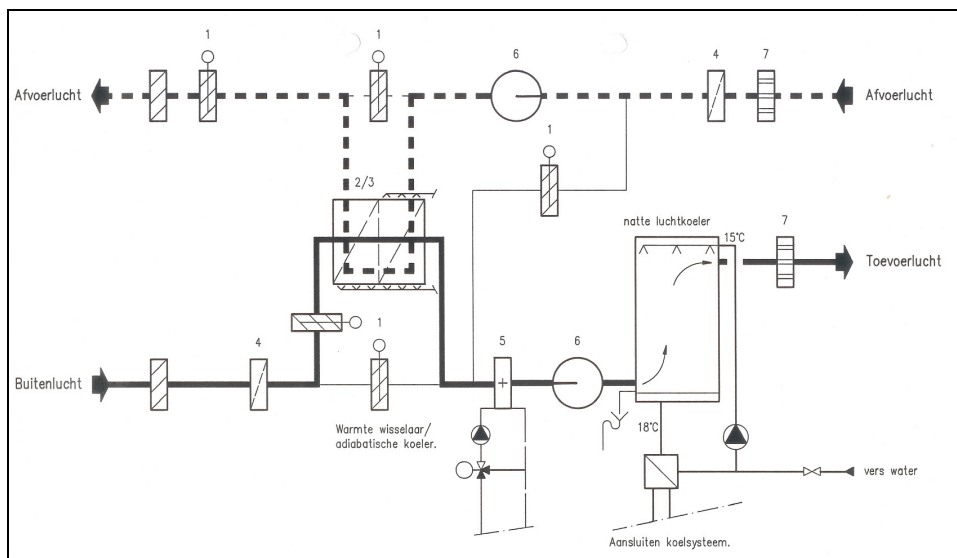 1
1
6
4
7
Afvoerlucht
Afvoerlucht
1
2/3
natte luchtkoeler
7
15°C
Toevoerlucht
1
4
5
6
Buitenlucht
Warmte wisselaar/
adiabatische koeler.
18°C
vers water
Aansluiten koelsysteem.